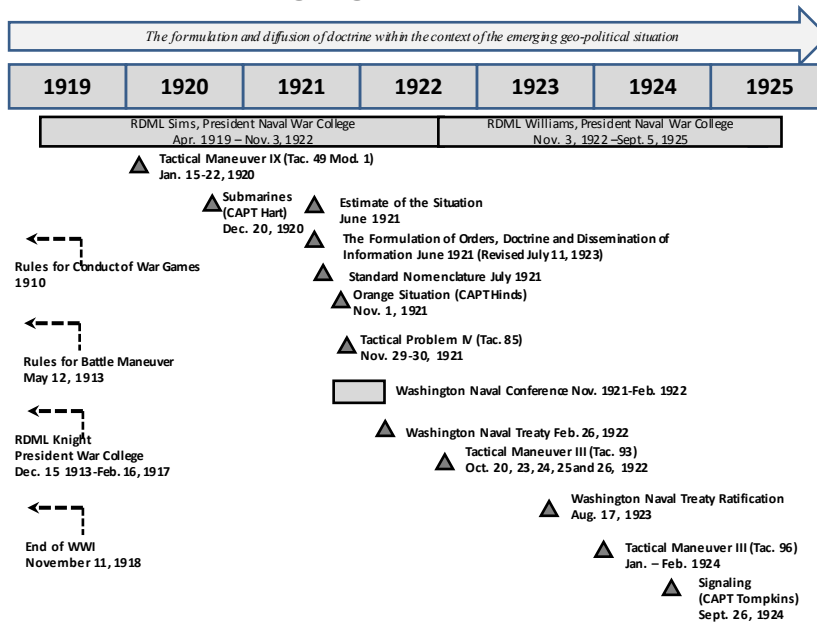 The formulation and diffusion of doctrine within the context of the emerging geo-political situation
1919 1920 1921 1922 1923 1924 1925
RDML Sims, President Naval War College
Apr. 1919 – Nov. 3, 1922
RDML Williams, President Naval War College
Nov. 3, 1922 –Sept. 5, 1925
Tactical Maneuver IX (Tac. 49 Mod. 1)
Jan. 15-22, 1920
Submarines
(CAPT Hart)
Dec. 20, 1920
Estimate of the Situation
June 1921
The Formulation of Orders, Doctrine and Dissemination of
Information June 1921 (Revised July 11, 1923)
Rules for Conduct of War Games
1910
Standard Nomenclature July 1921
Orange Situation (CAPT Hinds)
Nov. 1, 1921
Tactical Problem IV (Tac. 85)
Nov. 29-30, 1921
Rules for Battle Maneuver
May 12, 1913
Washington Naval Conference Nov. 1921-Feb. 1922
Washington Naval Treaty Feb. 26, 1922
RDML Knight
President War College
Dec. 15 1913-Feb. 16, 1917
Tactical Maneuver III (Tac. 93)
Oct. 20, 23, 24, 25 and 26, 1922
Washington Naval Treaty Ratification
Aug. 17, 1923
End of WWI
November 11, 1918
Tactical Maneuver III (Tac. 96)
Jan. – Feb. 1924
Signaling
(CAPT Tompkins)
Sept. 26, 1924